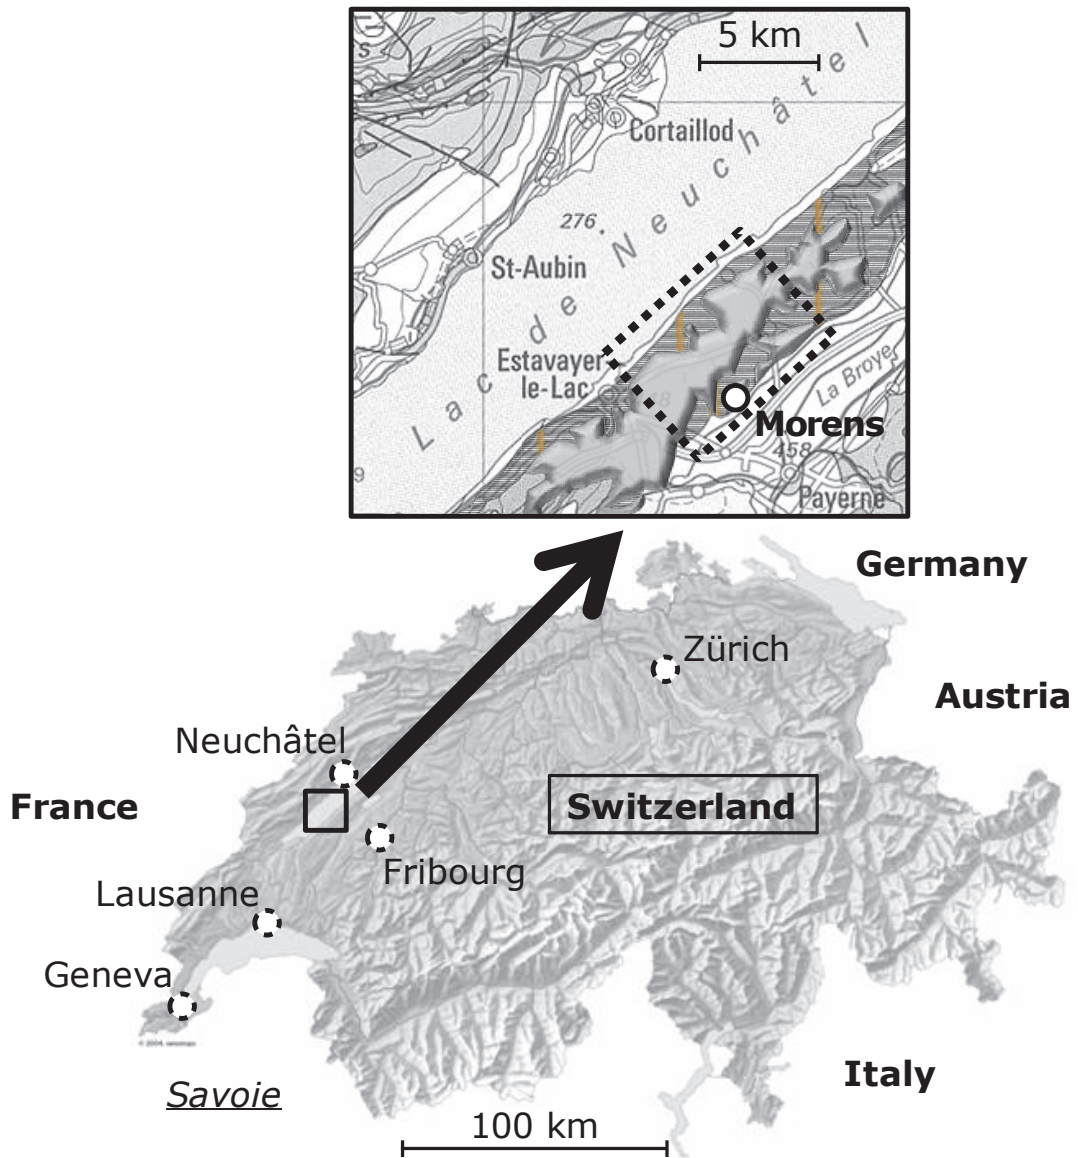 5 km
s
Cortaillod
Lac de Neuchâtel
276
St-Aubin
Estavayer-
le-Lac
La Broye
Morens
458
9
Payerne
Germany
Zürich
Austria
Neuchâtel
France
Switzerland
Fribourg
Lausanne
Geneva
Savoie
Italy
100 km